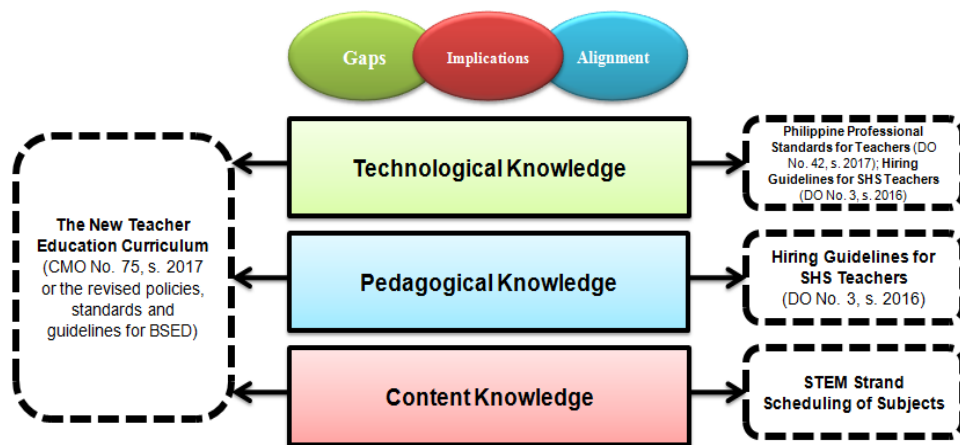 Gaps
Implications
Alignment
Technological Knowledge
Philippine Professional
Standards for Teachers (DO
No. 42, s. 2017); Hiring
Guidelines for SHS Teachers
(DO No. 3, s. 2016)
The New Teacher
Education Curriculum
(CMO No. 75, s. 2017
or the revised policies,
standards and
guidelines for BSED)
Pedagogical Knowledge
Hiring Guidelines for
SHS Teachers
(DO No. 3, s. 2016)
Content Knowledge
STEM Strand
Scheduling of Subjects